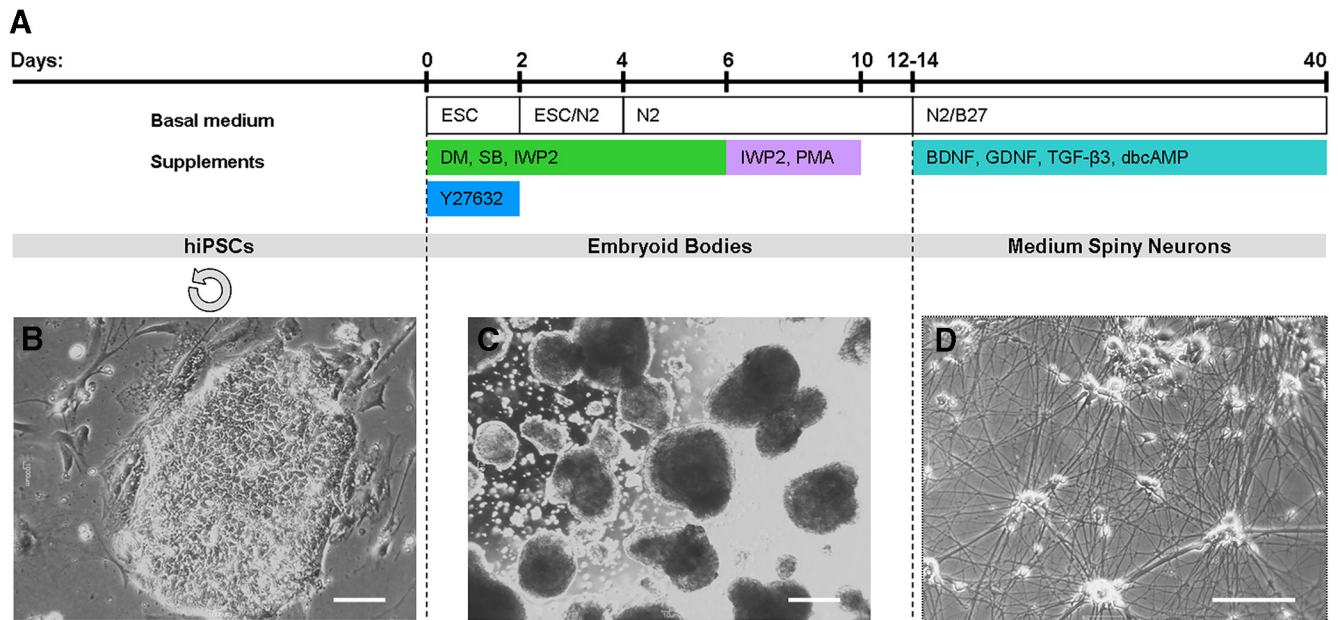 A
Days: 0 2 4 6 10 12-14 40
Basal medium ESC ESC/N2 N2 N2/B27
Supplements DM, SB, IWP2 IWP2, PMA BDNF, GDNF, TGF-β3, dbcAMP
Y27632
hiPSCs Embryoid Bodies Medium Spiny Neurons
B C D